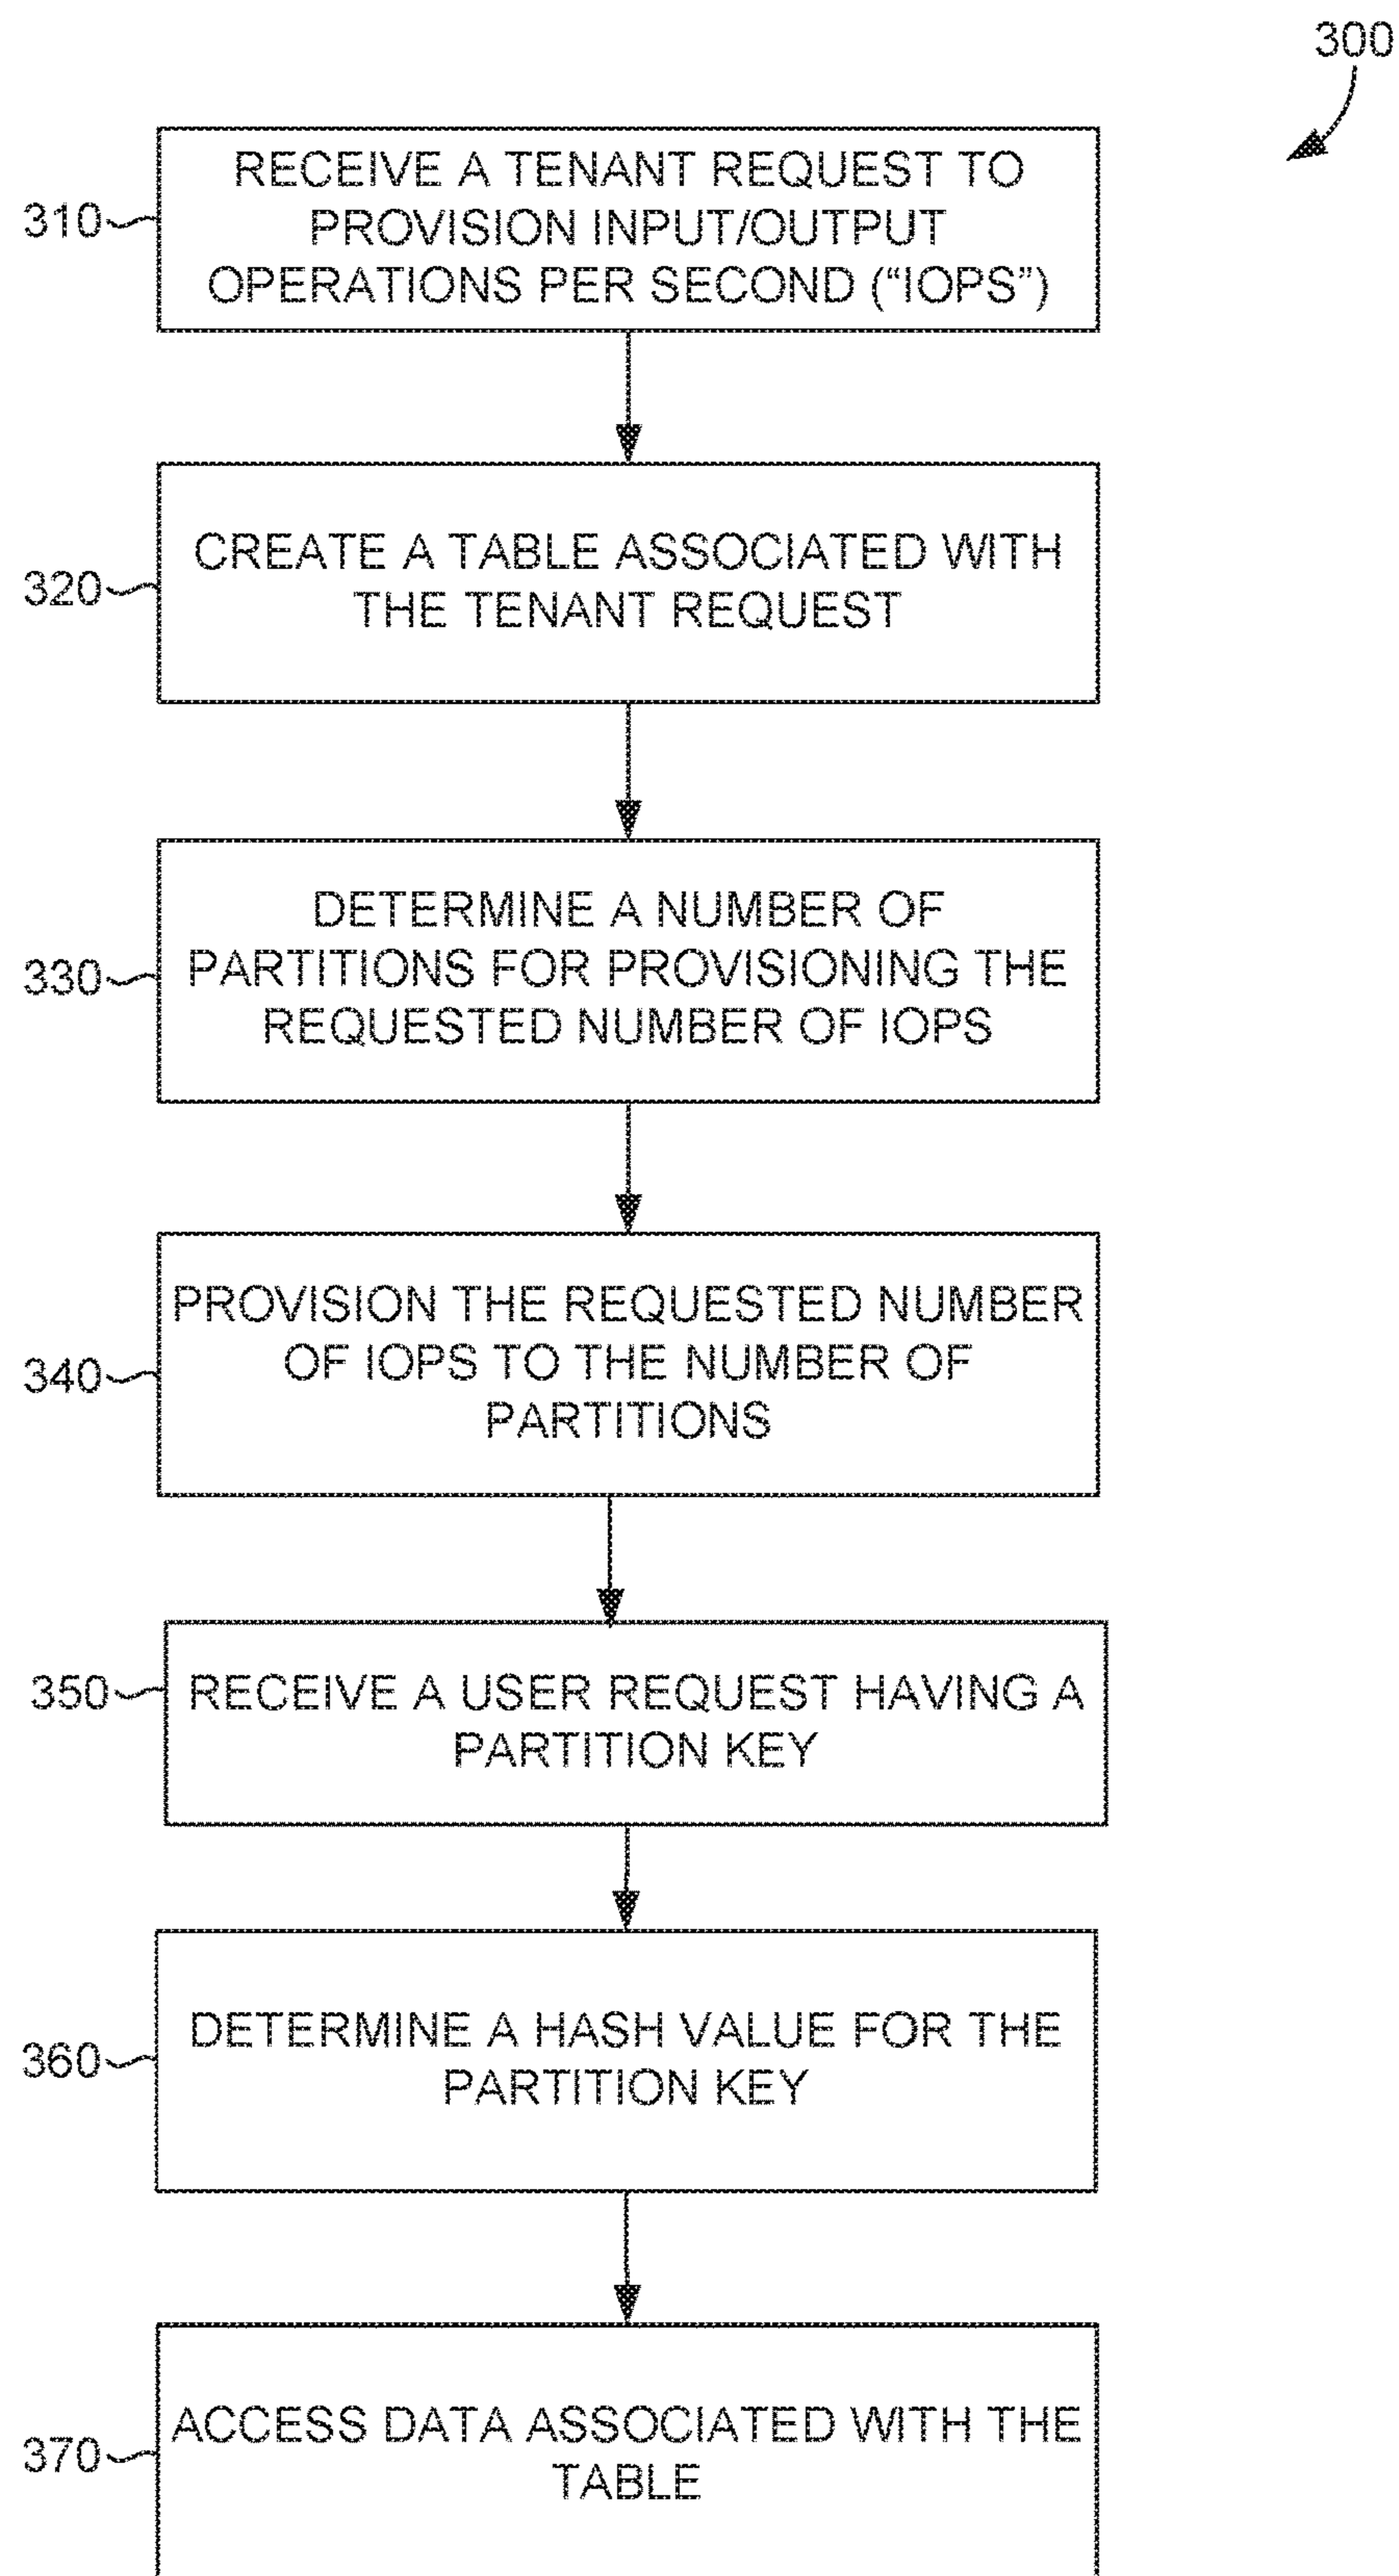 300
RECEIVE A TENANT REQUEST TO
PROVISION INPUT/OUTPUT
OPERATIONS PER SECOND (“IOPS”)
310
CREATE A TABLE ASSOCIATED WITH
THE TENANT REQUEST
320
DETERMINE A NUMBER OF
PARTITIONS FOR PROVISIONING THE
REQUESTED NUMBER OF IOPS
330
PROVISION THE REQUESTED NUMBER
OF IOPS TO THE NUMBER OF
PARTITIONS
340
RECEIVE A USER REQUEST HAVING A
PARTITION KEY
350
DETERMINE A HASH VALUE FOR THE
PARTITION KEY
360
ACCESS DATA ASSOCIATED WITH THE
TABLE
370